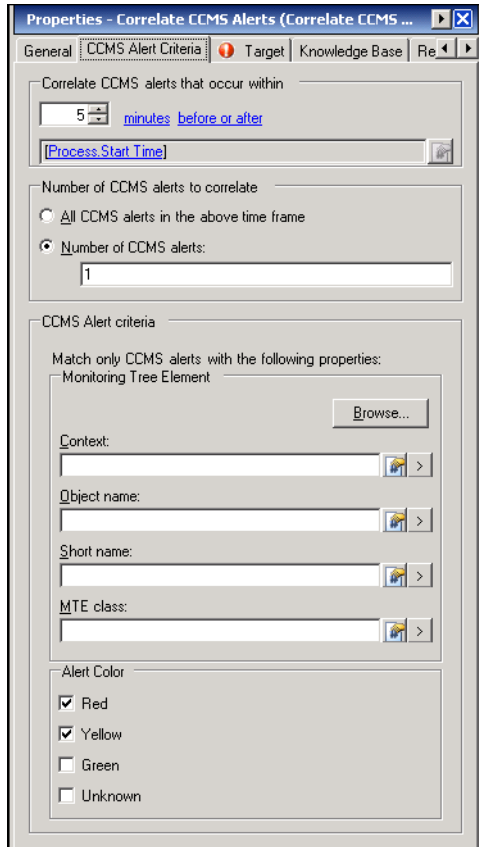 Properties - Correlate CCMS Alerts (Correlate CCMS ...
General CCMS Alert Criteria Target Knowledge Base Re
Correlate CCMS alerts that occur within
5 minutes before or after
[Process.Start Time]
Number of CCMS alerts to correlate
All CCMS alerts in the above time frame
Number of CCMS alerts:
1
CCMS Alert criteria
Match only CCMS alerts with the following properties:
Monitoring Tree Element
Browse...
Context:
>
Object name:
>
Short name:
>
MTE class:
>
Alert Color
Red
Yellow
Green
Unknown